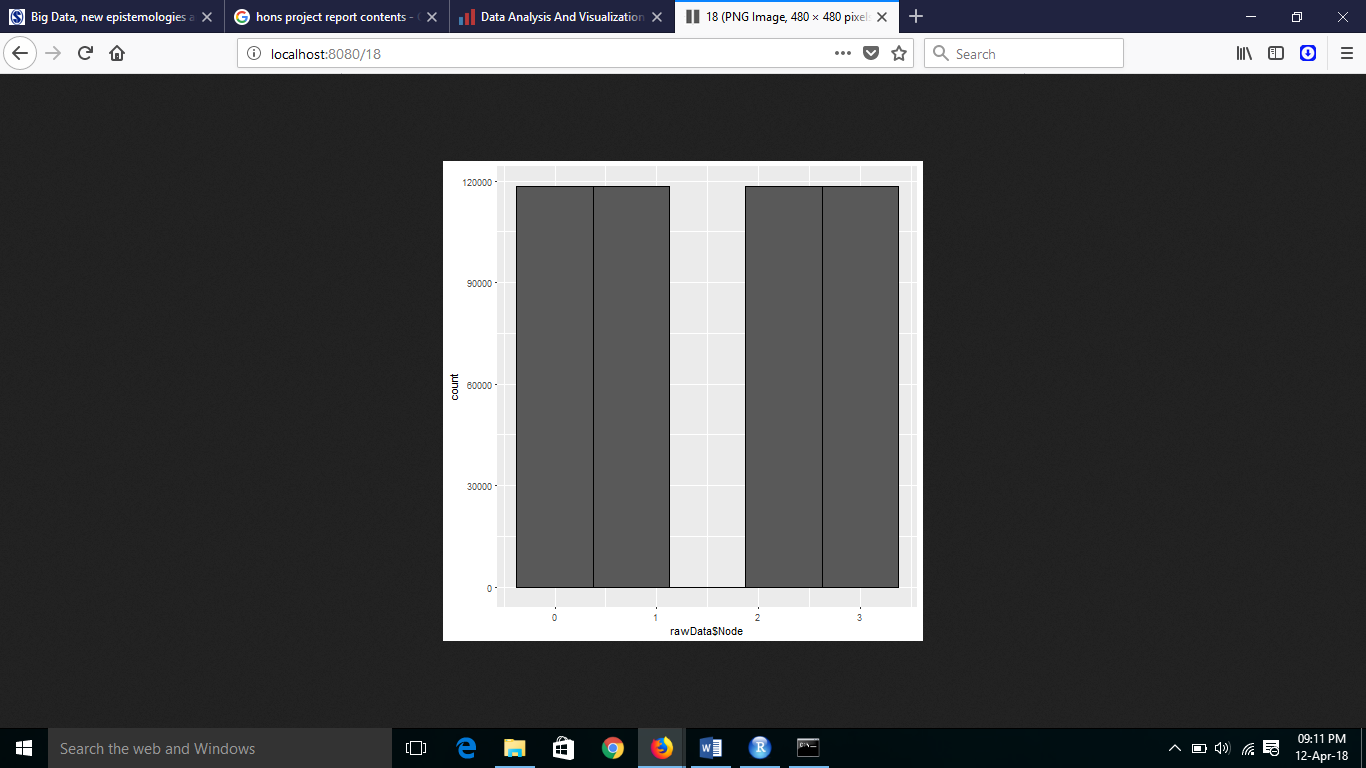 Big Data, new epistemologies a
hons project report contents - G
Data Analysis And Visualization
18 (PNG Image, 480 × 480 pixels
localhost:8080/18
Search
120000
90000
60000
30000
0
count
0 1 2 3
rawData$Node
Search the web and Windows
09:11 PM
12-Apr-18